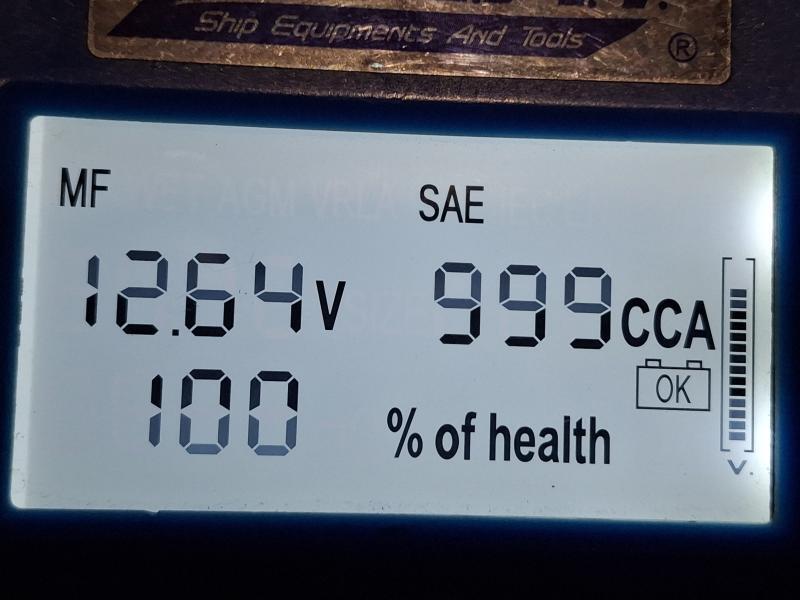 Ship Equipments And Tools ®
MF SAE
12.64V 999CCA
OK
100 % of health
V.